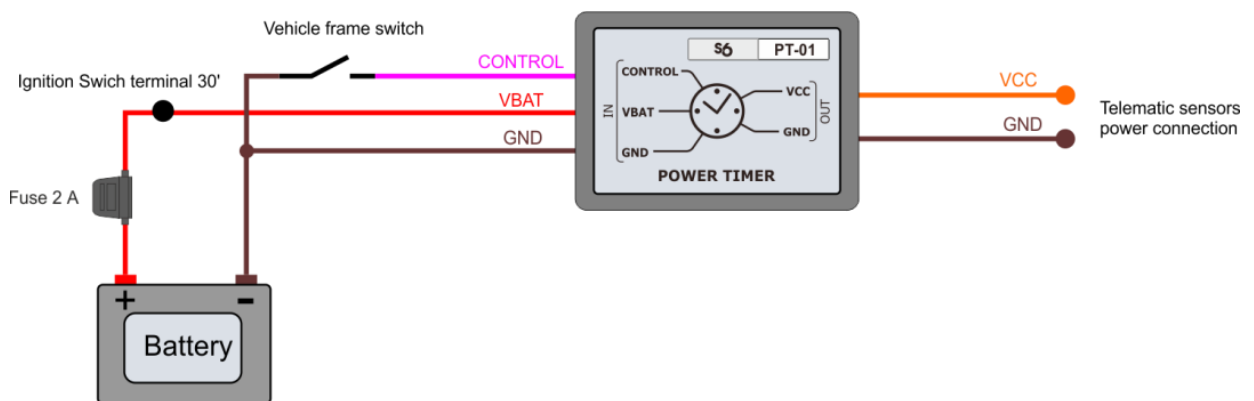 Vehicle frame switch
Ignition Swich terminal 30'
CONTROL
VBAT
GND
Fuse 2 A
+ -
Battery
S6 PT-01
IN
CONTROL
VBAT
GND
VCC
GND
OUT
POWER TIMER
VCC
GND
Telematic sensors
power connection